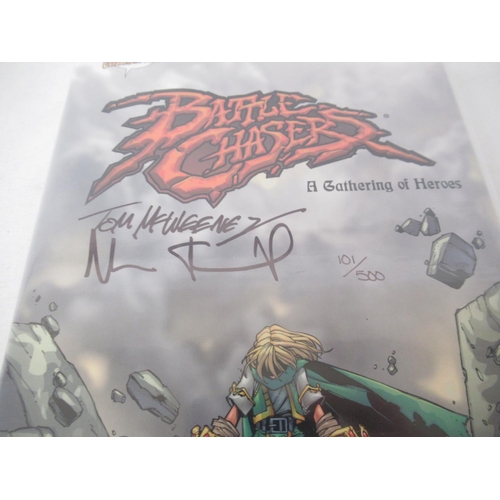 BATTLE
CHASERS
A Gathering of Heroes
TOM MCWEENEY
101/500